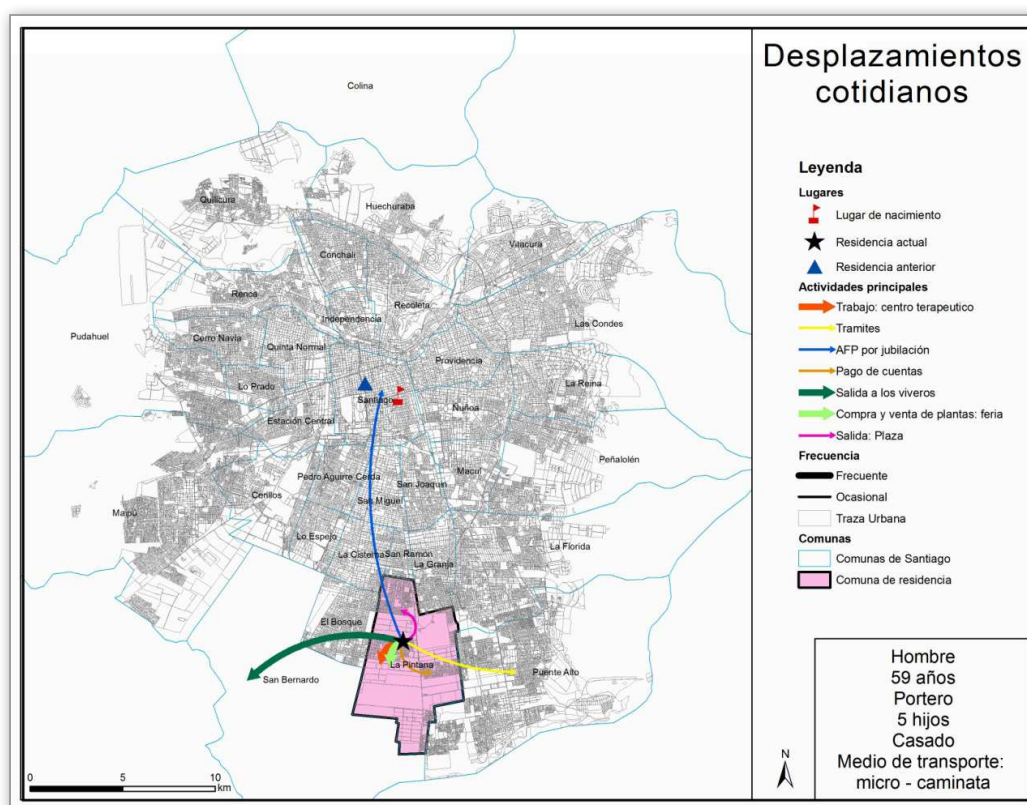 Desplazamientos
cotidianos
Leyenda
Lugares
Lugar de nacimiento
Residencia actual
Residencia anterior
Actividades principales
Trabajo: centro terapeutico
Tramites
AFP por jubilación
Pago de cuentas
Salida a los viveros
Compra y venta de plantas: feria
Salida: Plaza
Frecuencia
Frecuente
Ocasional
Traza Urbana
Comunas
Comunas de Santiago
Comuna de residencia
Hombre
59 años
Portero
5 hijos
Casado
Medio de transporte:
micro - caminata
N
Colina
Quilicura
Huechuraba
Vitacura
Conchalí
Renca
Recoleta
Independencia
Las Condes
Pudahuel
Cerro Navia
Quinta Normal
Providencia
Lo Prado
La Reina
Santiago
Ñuñoa
Estación Central
Peñalolén
Macul
Pedro Aguirre Cerda
San Joaquin
Cerrillos
San Miguel
Maipú
Lo Espejo
La Florida
La Cisterna
San Ramon
La Granja
El Bosque
La Pintana
Puente Alto
San Bernardo
0 5 10
km